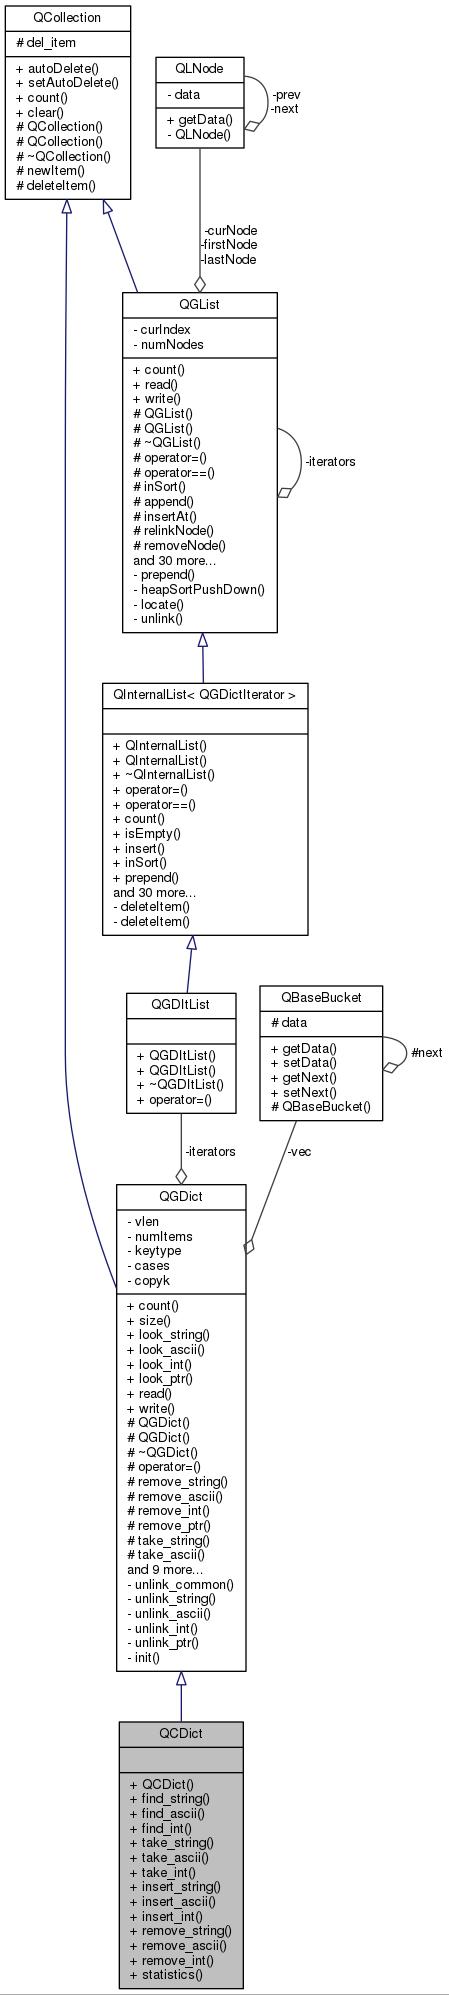 QCollection
# del_item
+ autoDelete()
+ setAutoDelete()
+ count()
+ clear()
# QCollection()
# QCollection()
# ~QCollection()
# newItem()
# deleteItem()
QLNode
- data
+ getData()
- QLNode()
-prev
-next
-curNode
-firstNode
-lastNode
QGList
- curIndex
- numNodes
+ count()
+ read()
+ write()
# QGList()
# QGList()
# ~QGList()
# operator=()
# operator==()
# inSort()
# append()
# insertAt()
# relinkNode()
# removeNode()
and 30 more...
- prepend()
- heapSortPushDown()
- locate()
- unlink()
-iterators
QInternalList< QGDictIterator >
+ QInternalList()
+ QInternalList()
+ ~QInternalList()
+ operator=()
+ operator==()
+ count()
+ isEmpty()
+ insert()
+ inSort()
+ prepend()
and 30 more...
- deleteItem()
- deleteItem()
QGDItList
+ QGDItList()
+ QGDItList()
+ ~QGDItList()
+ operator=()
QBaseBucket
# data
+ getData()
+ setData()
+ getNext()
+ setNext()
# QBaseBucket()
#next
-iterators
-vec
QGDict
- vlen
- numItems
- keytype
- cases
- copyk
+ count()
+ size()
+ look_string()
+ look_ascii()
+ look_int()
+ look_ptr()
+ read()
+ write()
# QGDict()
# QGDict()
# ~QGDict()
# operator=()
# remove_string()
# remove_ascii()
# remove_int()
# remove_ptr()
# take_string()
# take_ascii()
and 9 more...
- unlink_common()
- unlink_string()
- unlink_ascii()
- unlink_int()
- unlink_ptr()
- init()
QCDict
+ QCDict()
+ find_string()
+ find_ascii()
+ find_int()
+ take_string()
+ take_ascii()
+ take_int()
+ insert_string()
+ insert_ascii()
+ insert_int()
+ remove_string()
+ remove_ascii()
+ remove_int()
+ statistics()